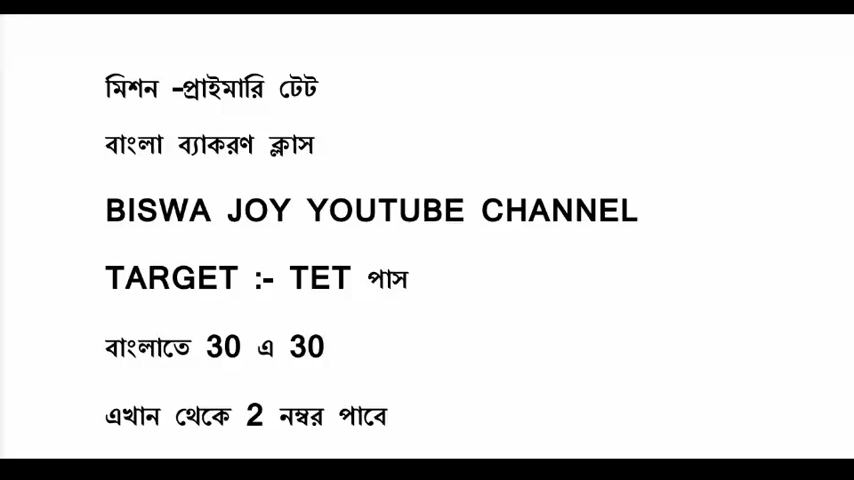 মিশন -প্রাইমারি টেট
বাংলা ব্যাকরণ ক্লাস
BISWA JOY YOUTUBE CHANNEL
TARGET :- TET পাস
বাংলাতে 30 এ 30
এখান থেকে 2 নম্বর পাবে